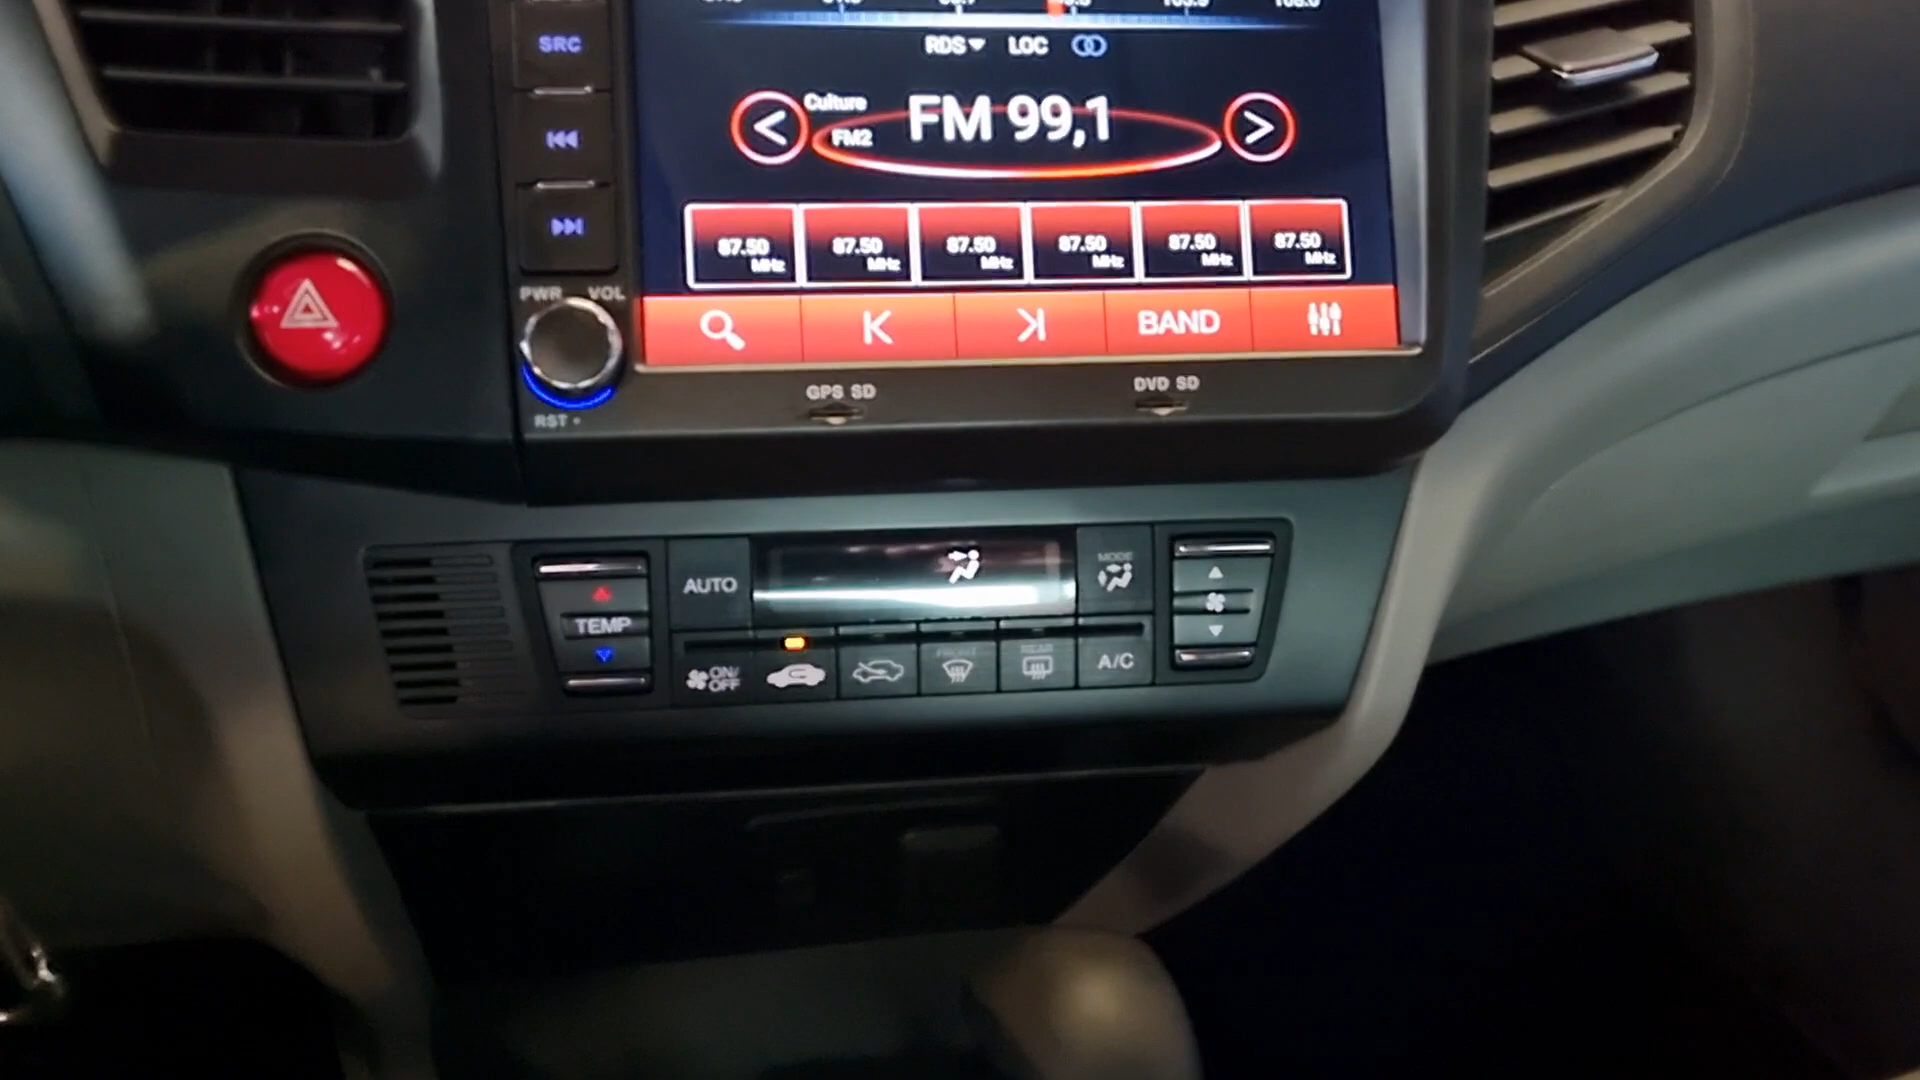 SRC
RDS LOC
Culture
FM2
FM 99,1
87.50 MHz
87.50 MHz
87.50 MHz
87.50 MHz
87.50 MHz
87.50 MHz
PWR VOL
BAND
GPS SD
DVD SD
RST
AUTO
MODE
TEMP
ON/
OFF
FRONT
REAR
A/C